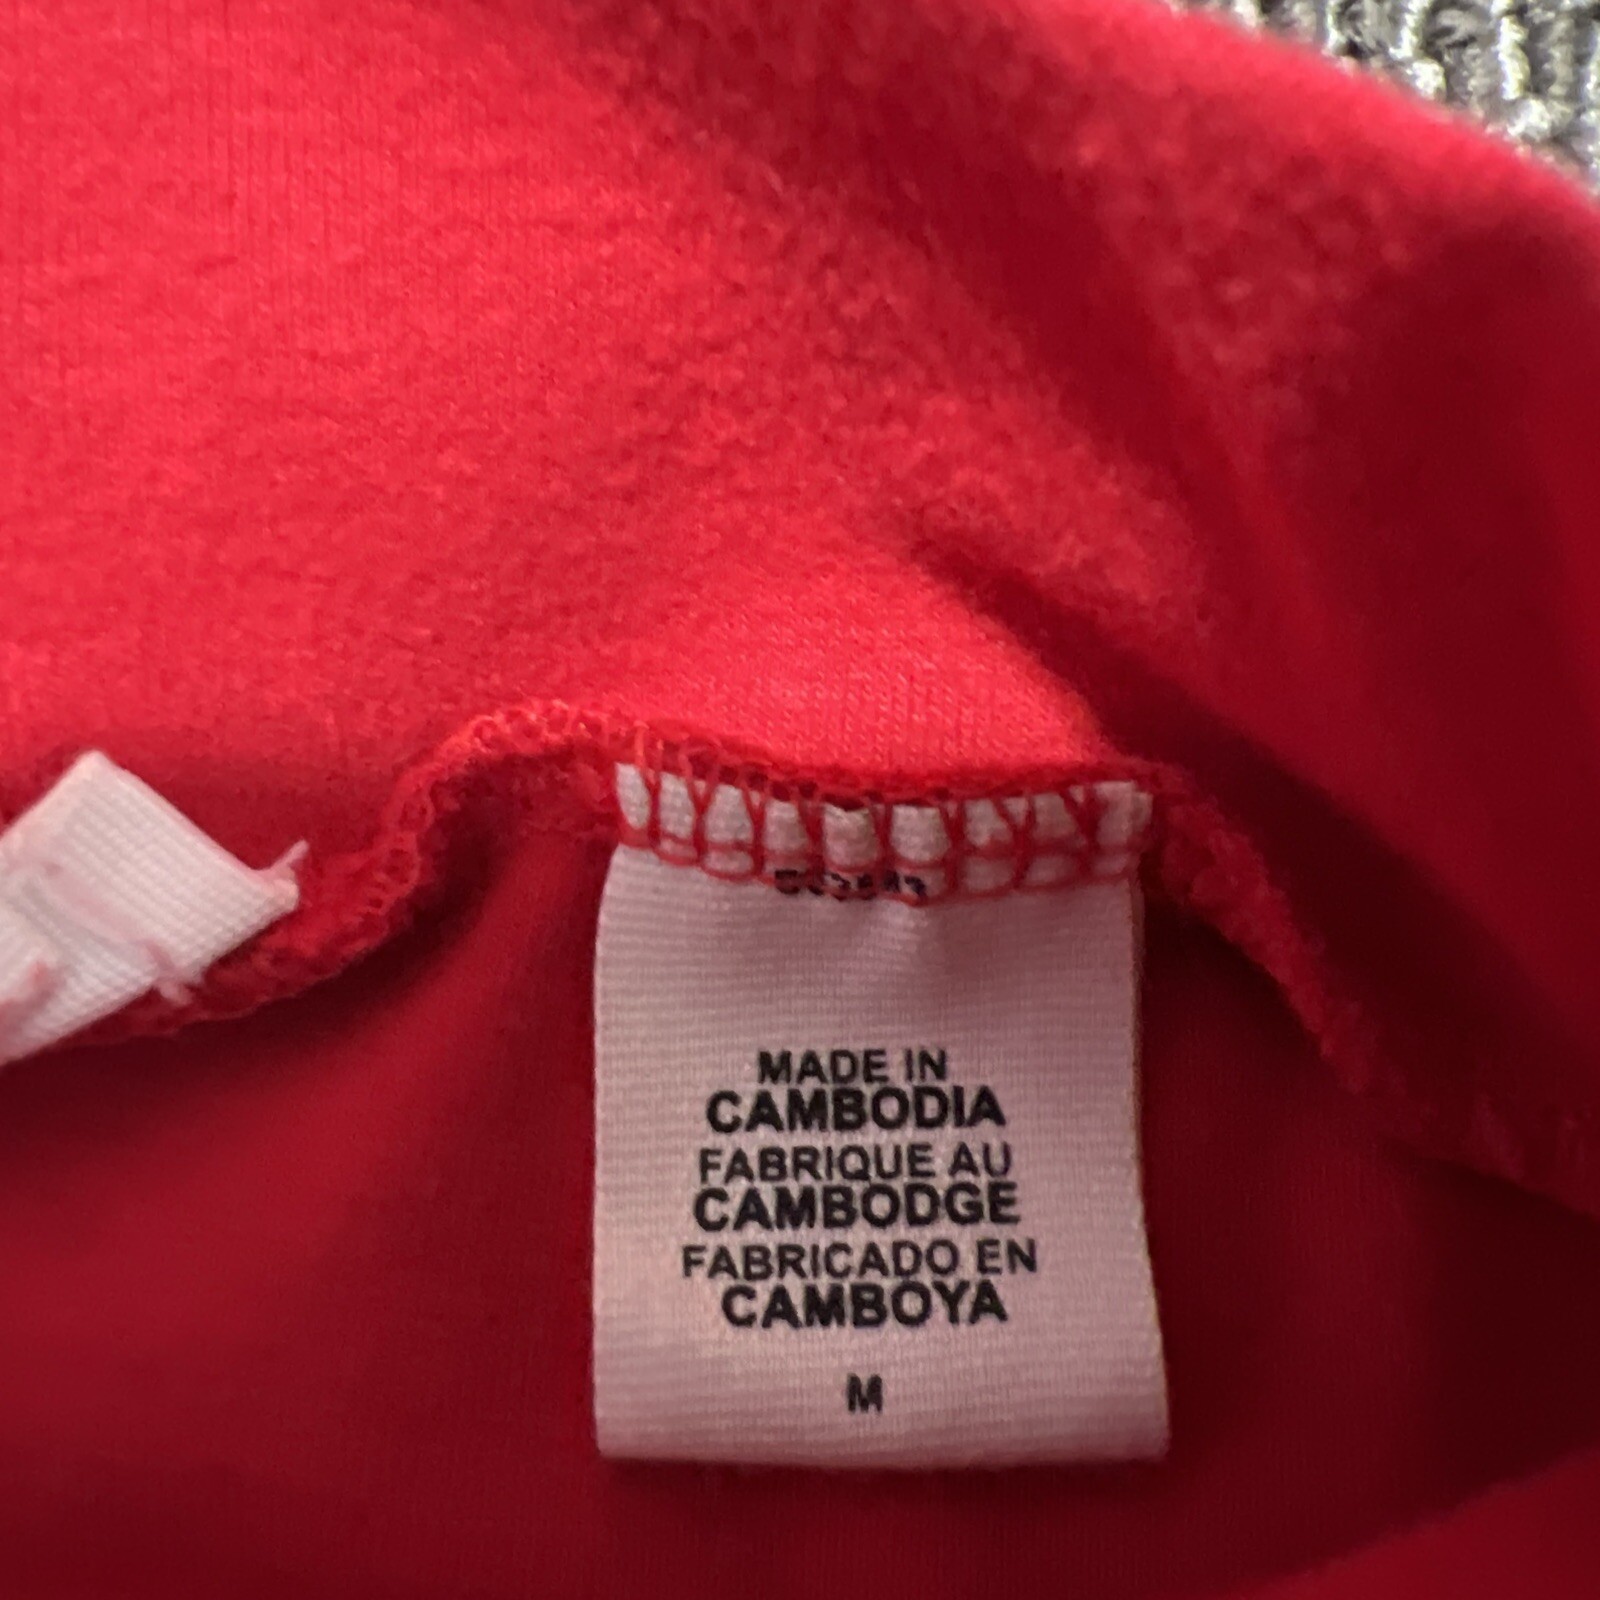 MADE IN
CAMBODIA
FABRIQUE AU
CAMBODGE
FABRICADO EN
CAMBOYA
M